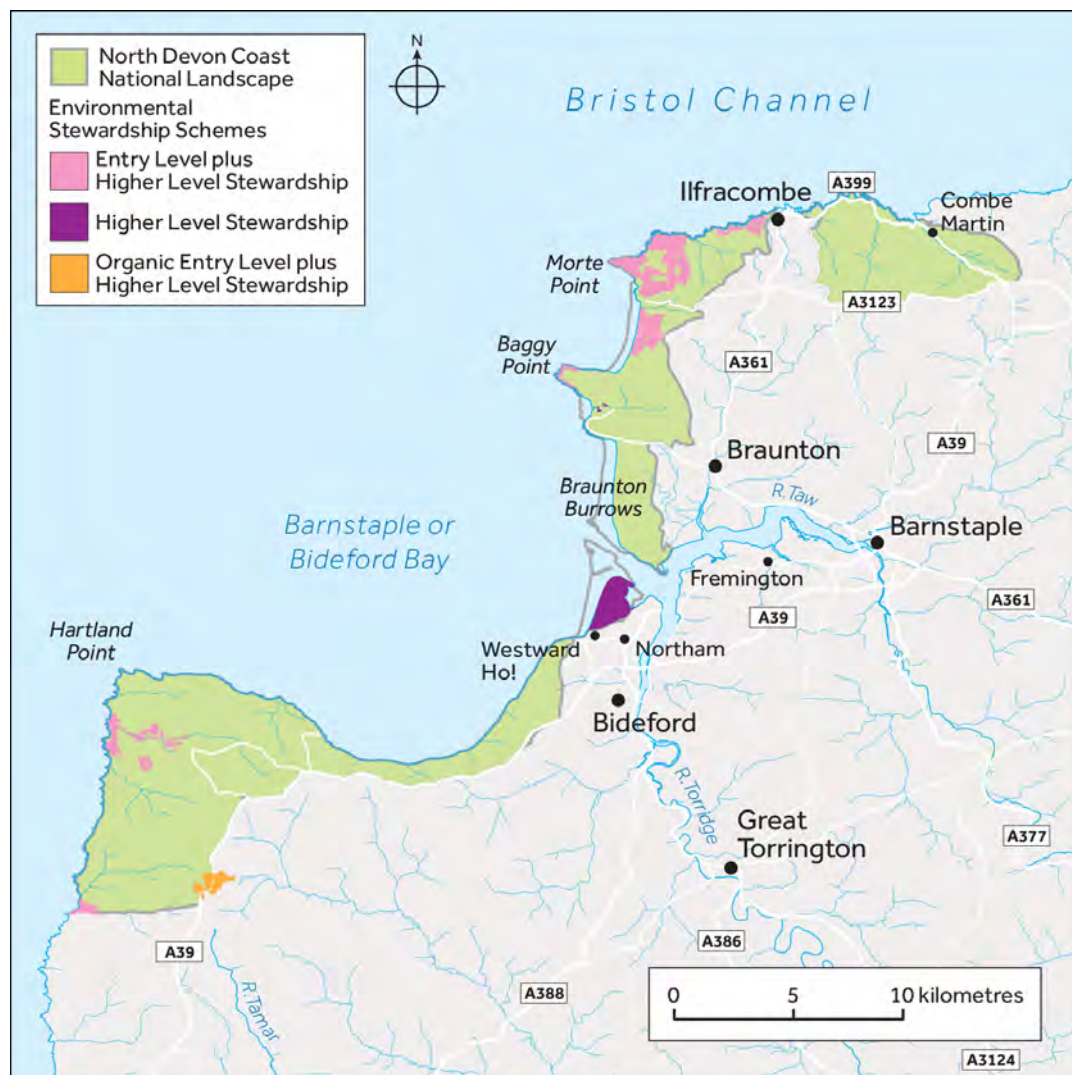 North Devon Coast
National Landscape
Environmental
Stewardship Schemes
Entry Level plus
Higher Level Stewardship
Higher Level Stewardship
Organic Entry Level plus
Higher Level Stewardship
N
Bristol Channel
Ilfracombe
A399
Combe
Martin
Morte
Point
A3123
Baggy
Point
A361
A39
Braunton
Braunton
Burrows
R.Taw
Barnstaple or
Bideford Bay
Barnstaple
Fremington
A361
A39
Hartland
Point
Westward
Ho!
Northam
Bideford
R.Torridge
Great
Torrington
A377
A39
A386
R.Tamar
A388
0 5 10 kilometres
A3124